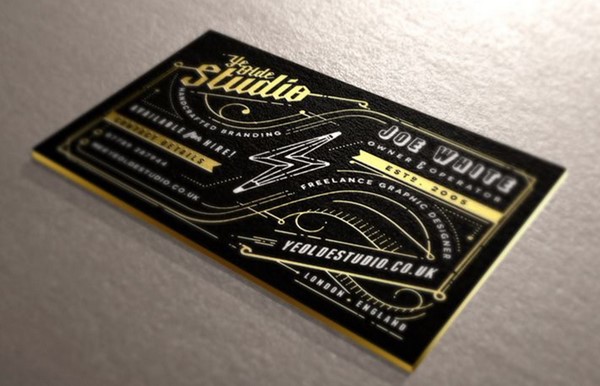 Ye
Olde
Studio
HANDCRAFTED BRANDING
AVAILABLE for HIRE!
CONTACT DETAILS
JOE WHITE
OWNER & OPERATOR
ESTD. 2005
FREELANCE GRAPHIC DESIGNER
YEOLDESTUDIO.CO.UK
LONDON • ENGLAND